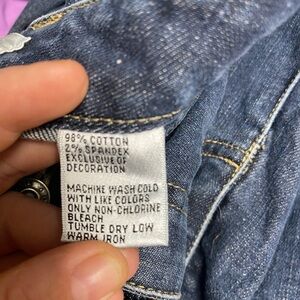 98% COTTON
2% SPANDEX
EXCLUSIVE OF
DECORATION
MACHINE WASH COLD
WITH LIKE COLORS
ONLY NON-CHLORINE
BLEACH
TUMBLE DRY LOW
WARM IRON